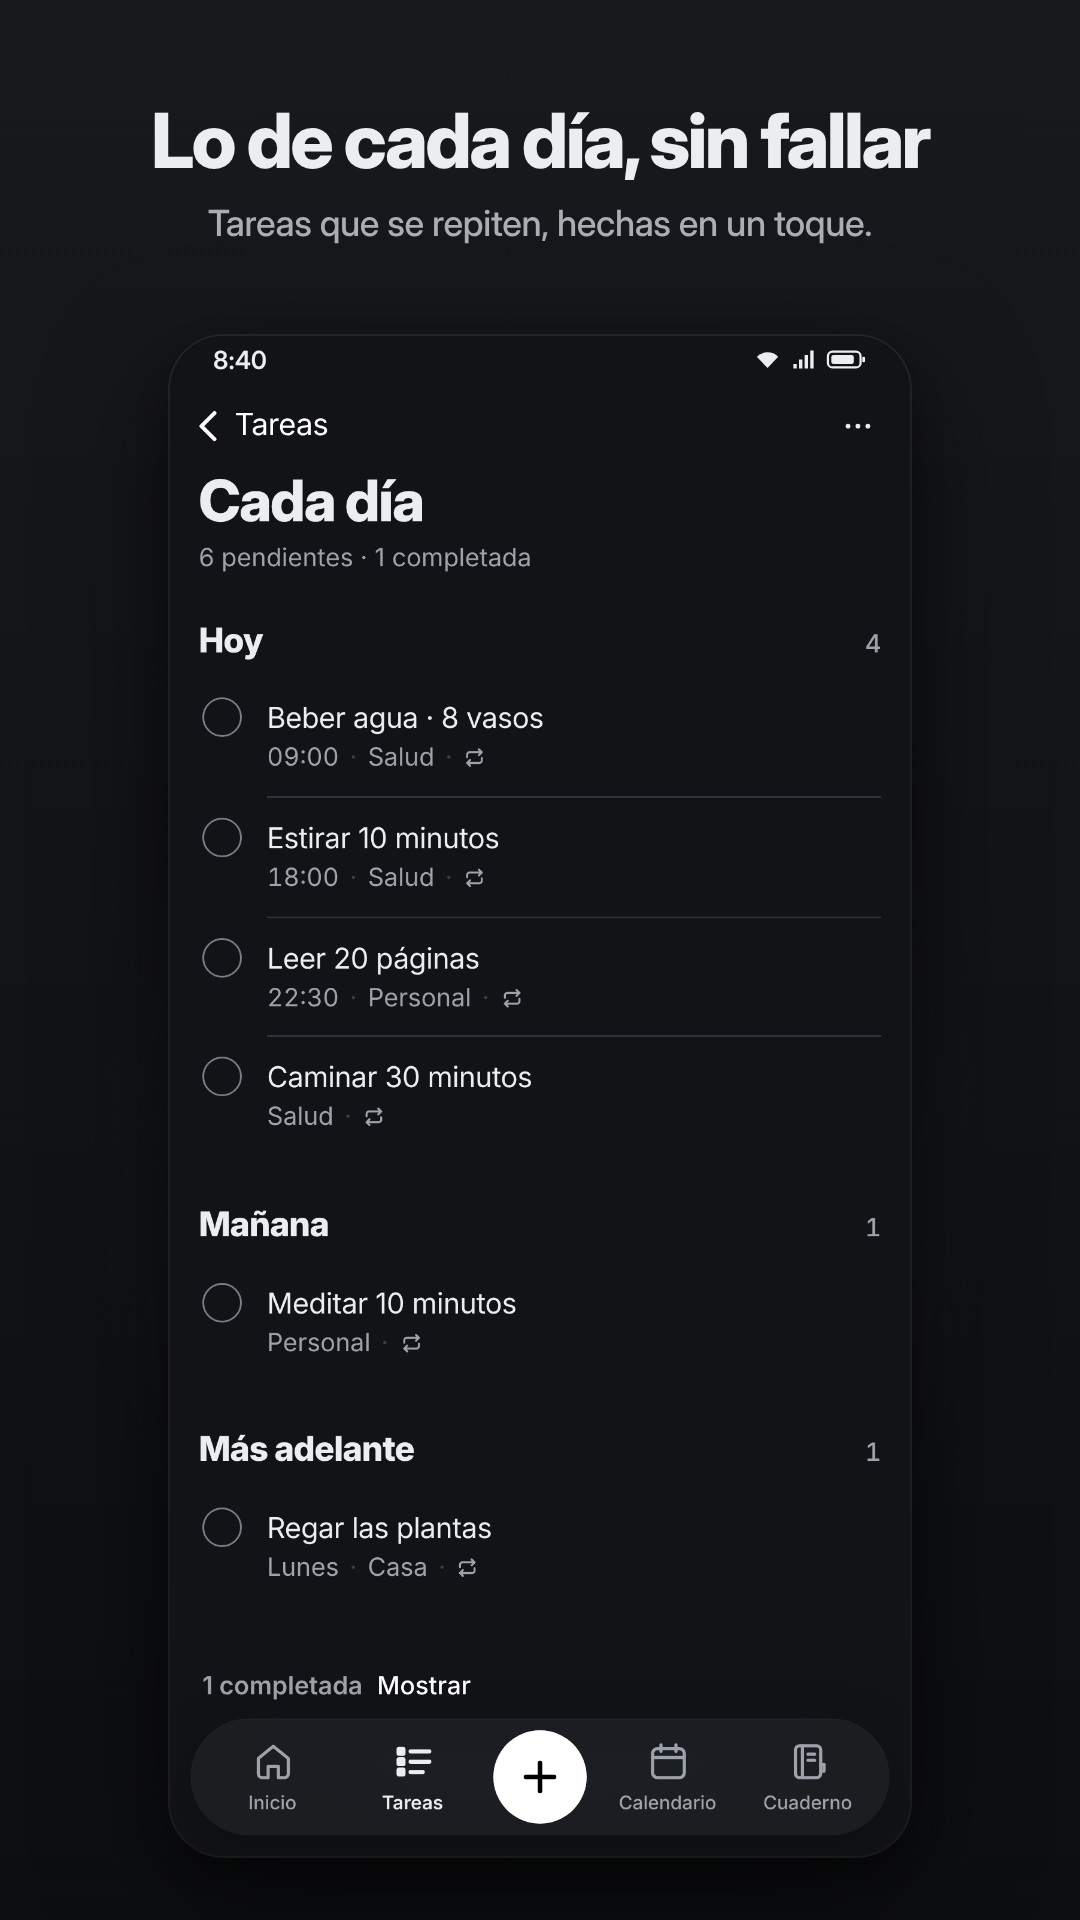 Lo de cada día, sin fallar
Tareas que se repiten, hechas en un toque.
8:40
Tareas
Cada día
6 pendientes · 1 completada
Hoy 4
Beber agua · 8 vasos
09:00 · Salud ·
Estirar 10 minutos
18:00 · Salud ·
Leer 20 páginas
22:30 · Personal ·
Caminar 30 minutos
Salud ·
Mañana 1
Meditar 10 minutos
Personal ·
Más adelante 1
Regar las plantas
Lunes · Casa ·
1 completada Mostrar
Inicio Tareas Calendario Cuaderno